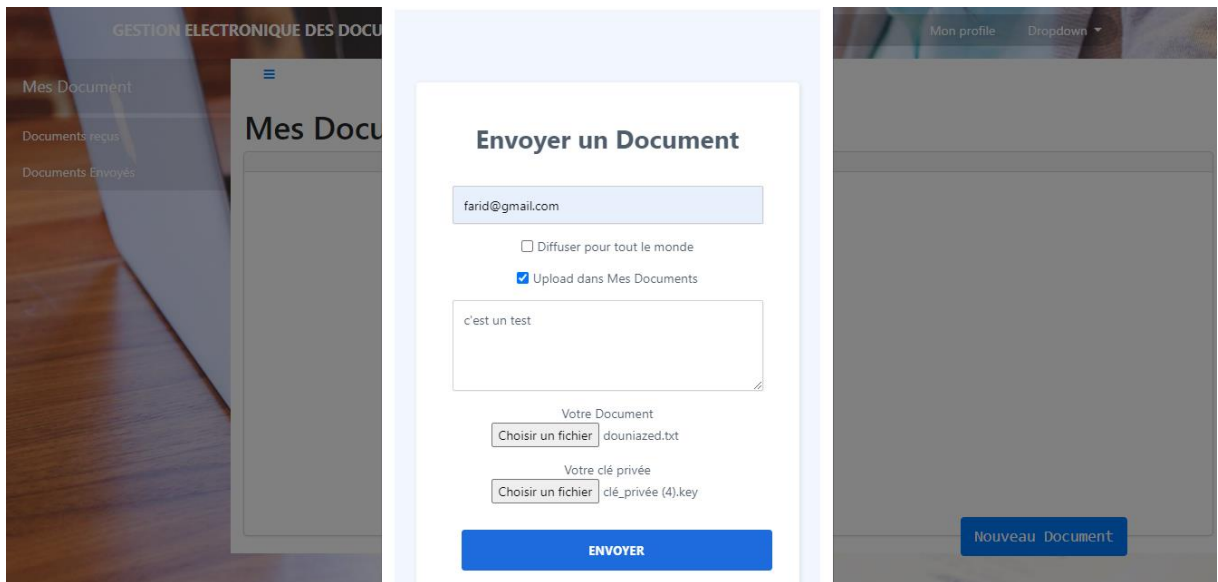 GESTION ELECTRONIQUE DES DOCU
Mon profile
Dropdown
Mes Document
Documents reçus
Documents Envoyés
Mes Docu
Envoyer un Document
farid@gmail.com
Diffuser pour tout le monde
Upload dans Mes Documents
c'est un test
Votre Document
Choisir un fichier douniazed.txt
Votre clé privée
Choisir un fichier clé_privée (4).key
ENVOYER
Nouveau Document